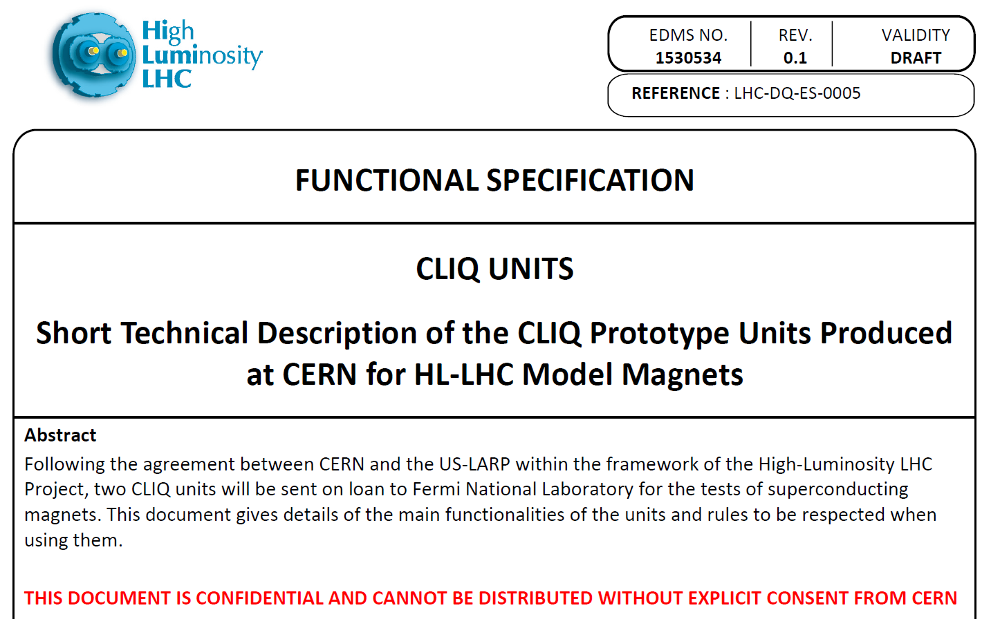 High
Luminosity
LHC
EDMS NO. REV. VALIDITY
1530534 0.1 DRAFT
REFERENCE : LHC-DQ-ES-0005
FUNCTIONAL SPECIFICATION
CLIQ UNITS
Short Technical Description of the CLIQ Prototype Units Produced
at CERN for HL-LHC Model Magnets
Abstract
Following the agreement between CERN and the US-LARP within the framework of the High-Luminosity LHC
Project, two CLIQ units will be sent on loan to Fermi National Laboratory for the tests of superconducting
magnets. This document gives details of the main functionalities of the units and rules to be respected when
using them.
THIS DOCUMENT IS CONFIDENTIAL AND CANNOT BE DISTRIBUTED WITHOUT EXPLICIT CONSENT FROM CERN